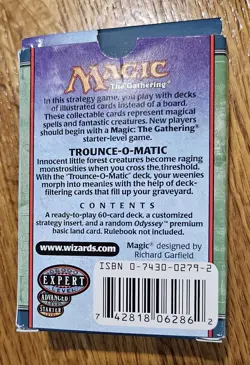 MAGIC
The Gathering®
In this strategy game, you play with decks
of illustrated cards instead of a board.
These collectable cards represent magical
spells and fantastic creatures. New players
should begin with a Magic: The Gathering®
starter-level game.
TROUNCE-O-MATIC
Innocent little forest creatures become raging
monstrosities when you cross the threshold.
With the "Trounce-O-Matic" deck, your weenies
morph into meanies with the help of deck-
filtering cards that fill up your graveyard.
CONTENTS
A ready-to-play 60-card deck, a customized
strategy insert, and a random Odyssey™ premium
basic land card. Rulebook not included.
www.wizards.com
Magic® designed by
Richard Garfield
ISBN 0-7430-0279-2
7 42818 06286 2
EXPERT
LEVEL
ADVANCED
STARTER